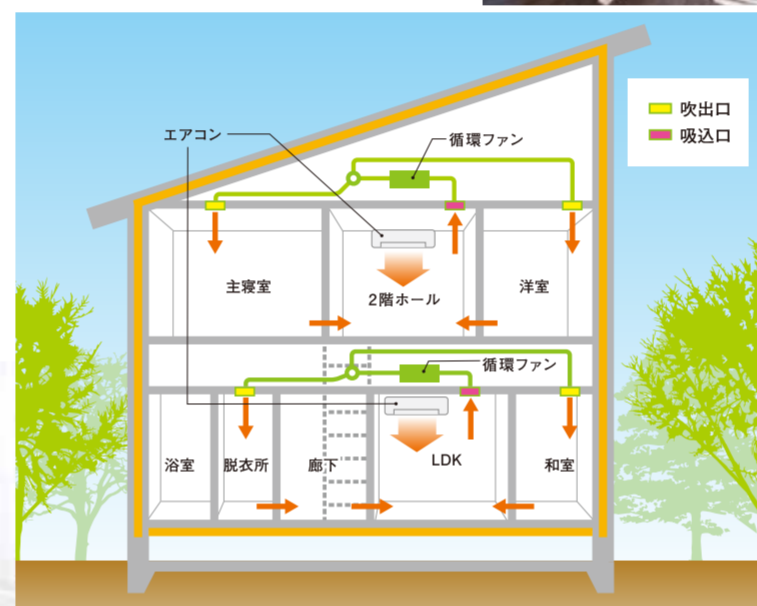 吹出口
吸込口
エアコン
循環ファン
主寝室
2階ホール
洋室
循環ファン
浴室
脱衣所
廊下
LDK
和室